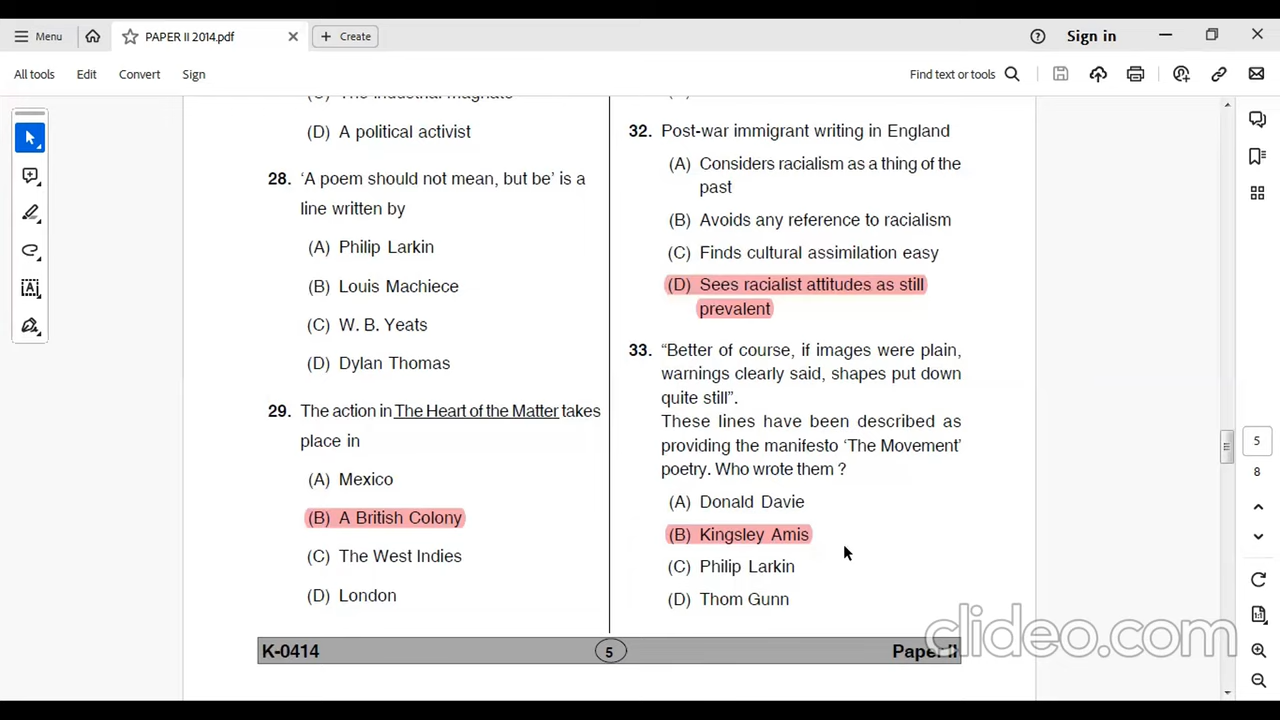 Menu
PAPER II 2014.pdf
Create
Sign in
All tools
Edit
Convert
Sign
Find text or tools
(D) A political activist
28. ‘A poem should not mean, but be’ is a
line written by
(A) Philip Larkin
(B) Louis Machiece
(C) W. B. Yeats
(D) Dylan Thomas
29. The action in The Heart of the Matter takes
place in
(A) Mexico
(B) A British Colony
(C) The West Indies
(D) London
32. Post-war immigrant writing in England
(A) Considers racialism as a thing of the
past
(B) Avoids any reference to racialism
(C) Finds cultural assimilation easy
(D) Sees racialist attitudes as still
prevalent
33. “Better of course, if images were plain,
warnings clearly said, shapes put down
quite still”.
These lines have been described as
providing the manifesto ‘The Movement’
poetry. Who wrote them ?
(A) Donald Davie
(B) Kingsley Amis
(C) Philip Larkin
(D) Thom Gunn
K-0414
5
Paper II
5
8
clideo.com